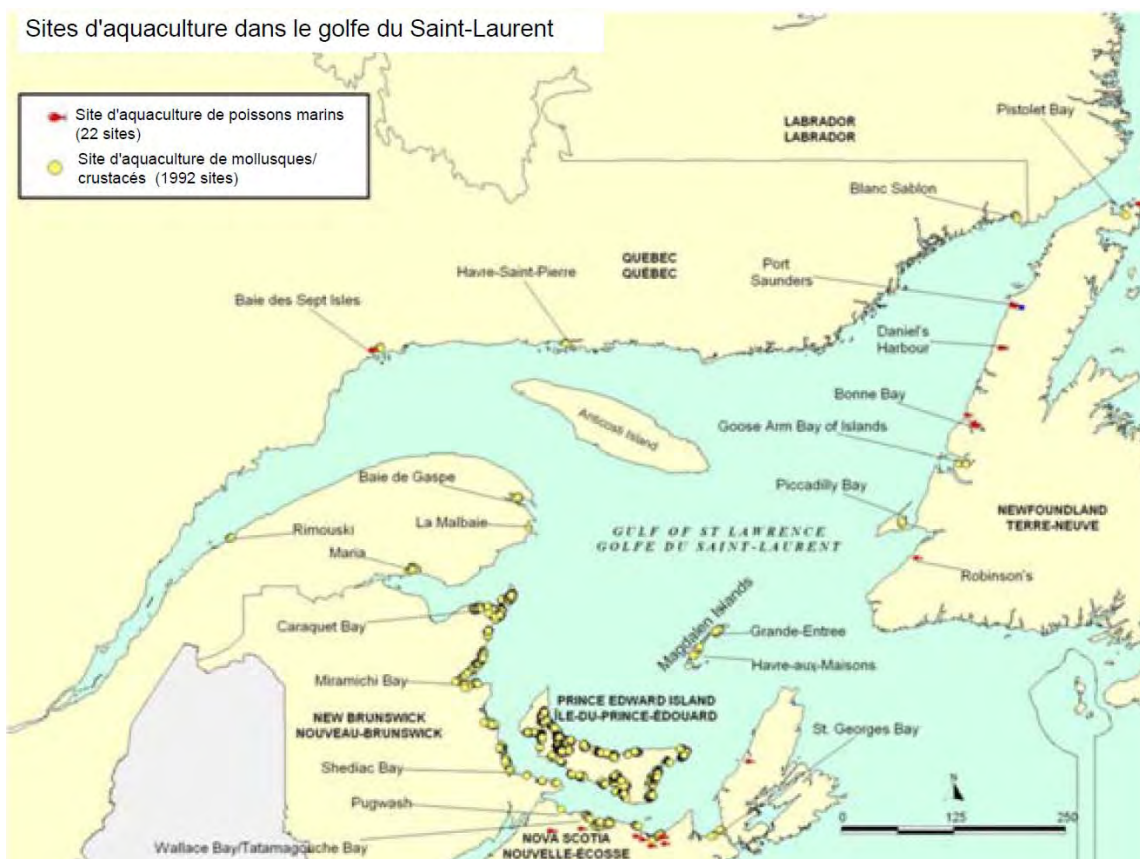 Sites d'aquaculture dans le golfe du Saint-Laurent
Site d'aquaculture de poissons marins
(22 sites)
Site d'aquaculture de mollusques/
crustacés (1992 sites)
Pistolet Bay
LABRADOR
LABRADOR
Blanc Sablon
QUEBEC
QUÉBEC
Port
Saunders
Havre-Saint-Pierre
Baie des Sept Isles
Daniel's
Harbour
Bonne Bay
Anticosti Island
Goose Arm Bay of Islands
Baie de Gaspe
Piccadilly Bay
NEWFOUNDLAND
TERRE-NEUVE
La Malbaie
Rimouski
GULF OF ST LAWRENCE
GOLFE DU SAINT-LAURENT
Maria
Robinson's
Magdalen Islands
Caraquet Bay
Grande-Entree
Havre-aux-Maisons
Miramichi Bay
PRINCE EDWARD ISLAND
ÎLE-DU-PRINCE-ÉDOUARD
NEW BRUNSWICK
NOUVEAU-BRUNSWICK
St. Georges Bay
Shediac Bay
N
Pugwash
0 125 250
NOVA SCOTIA
NOUVELLE-ÉCOSSE
Wallace Bay/Tatamagouche Bay